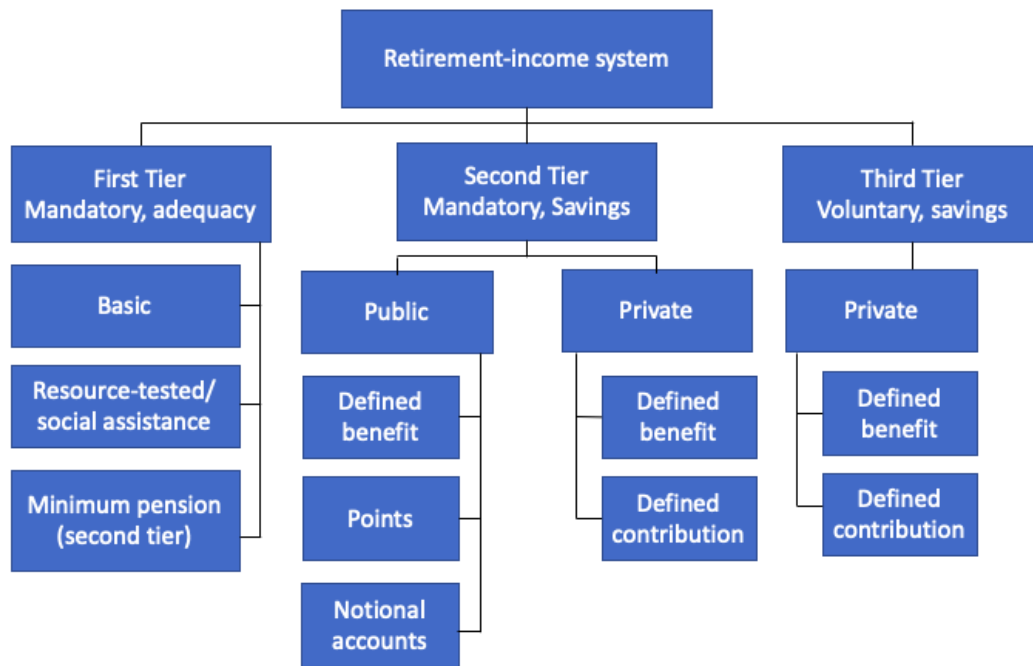 Retirement-income system
First Tier
Mandatory, adequacy
Second Tier
Mandatory, Savings
Third Tier
Voluntary, savings
Basic
Resource-tested/
social assistance
Minimum pension
(second tier)
Public
Defined
benefit
Points
Notional
accounts
Private
Defined
benefit
Defined
contribution
Private
Defined
benefit
Defined
contribution